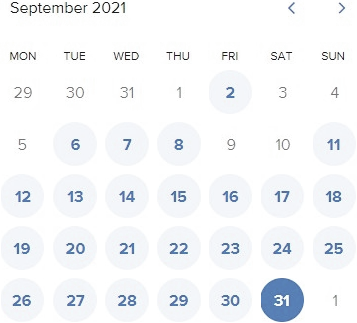 September 2021
MON TUE WED THU FRI SAT SUN
29 30 31 1 2 3 4
5 6 7 8 9 10 11
12 13 14 15 16 17 18
19 20 21 22 23 24 25
26 27 28 29 30 31 1